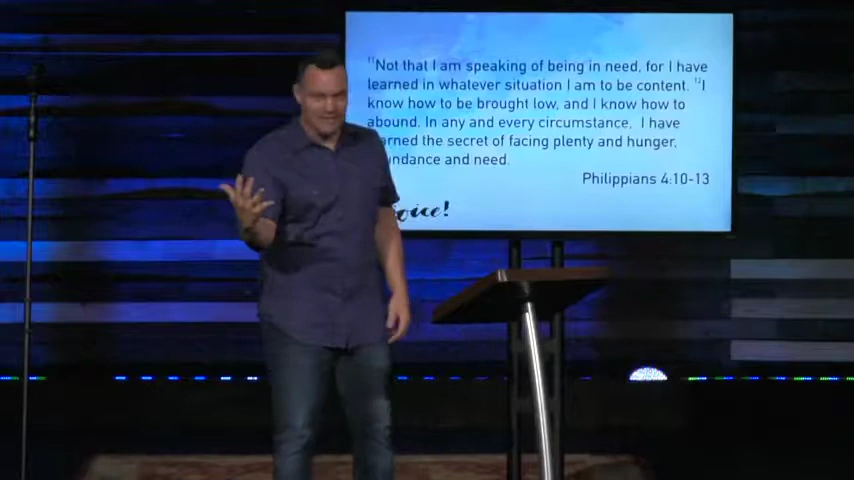 ¹¹Not that I am speaking of being in need, for I have
learned in whatever situation I am to be content. ¹²I
know how to be brought low, and I know how to
abound. In any and every circumstance, I have
the secret of facing plenty and hunger,
and need.
Philippians 4:10-13